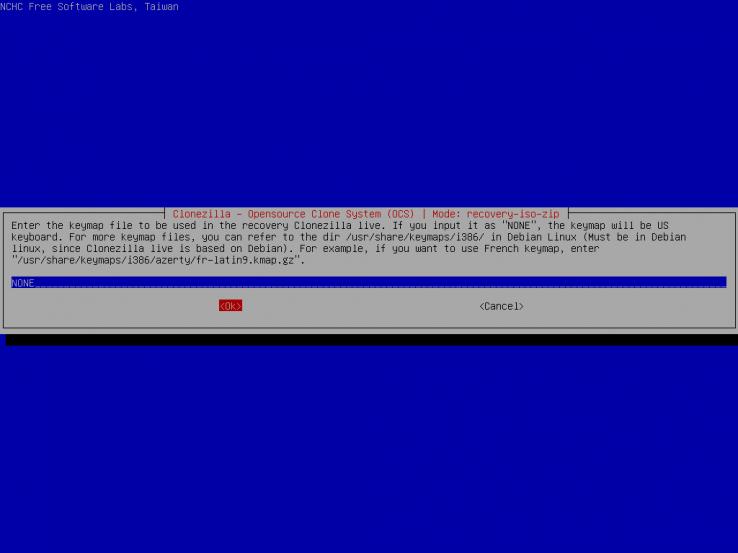 NCHC Free Software Labs, Taiwan
Clonezilla - Opensource Clone System (OCS) | Mode: recovery-iso-zip
Enter the keymap file to be used in the recovery Clonezilla live. If you input it as "NONE", the keymap will be US
keyboard. For more keymap files, you can refer to the dir /usr/share/keymaps/i386/ in Debian Linux (Must be in Debian
linux, since Clonezilla live is based on Debian). For example, if you want to use French keymap, enter
"/usr/share/keymaps/i386/azerty/fr-latin9.kmap.gz".
NONE
<Ok> <Cancel>